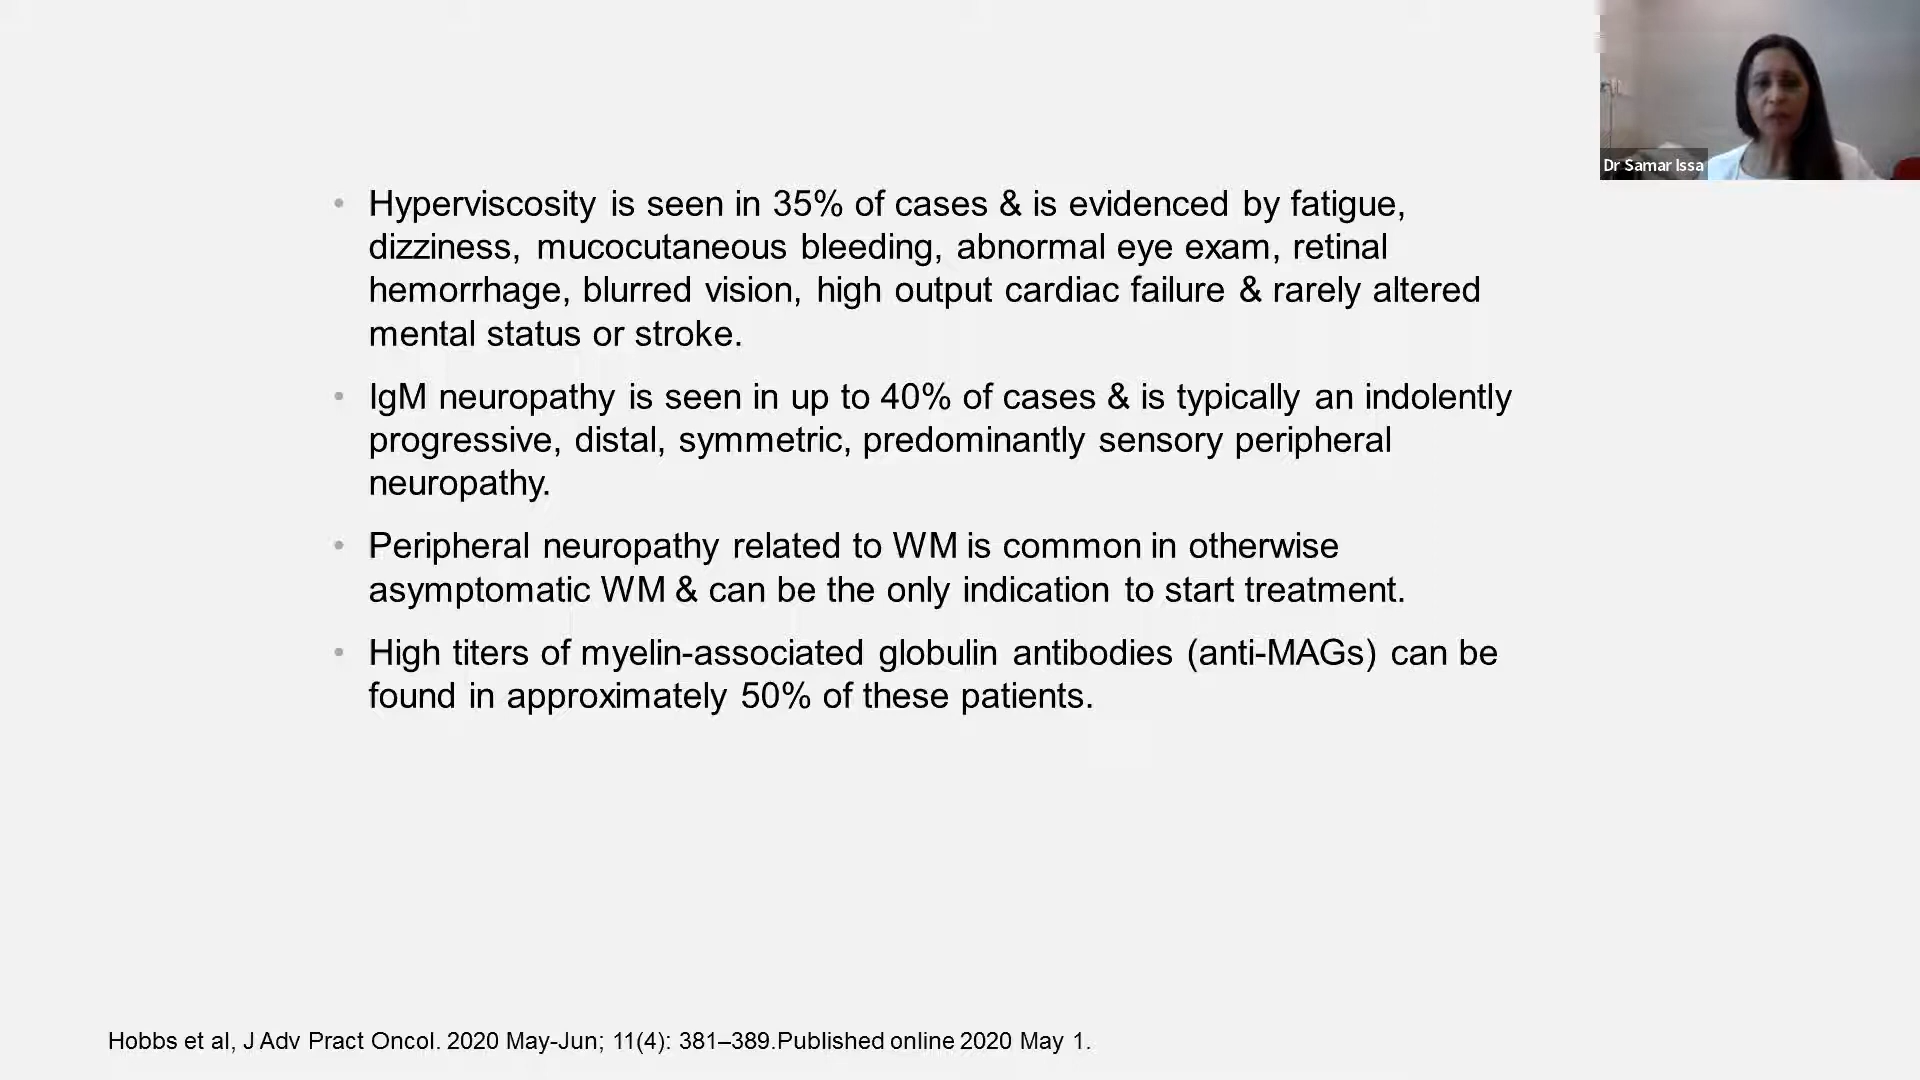 Dr Samar Issa
Hyperviscosity is seen in 35% of cases & is evidenced by fatigue,
dizziness, mucocutaneous bleeding, abnormal eye exam, retinal
hemorrhage, blurred vision, high output cardiac failure & rarely altered
mental status or stroke.
IgM neuropathy is seen in up to 40% of cases & is typically an indolently
progressive, distal, symmetric, predominantly sensory peripheral
neuropathy.
Peripheral neuropathy related to WM is common in otherwise
asymptomatic WM & can be the only indication to start treatment.
High titers of myelin-associated globulin antibodies (anti-MAGs) can be
found in approximately 50% of these patients.
Hobbs et al, J Adv Pract Oncol. 2020 May-Jun; 11(4): 381–389.Published online 2020 May 1.